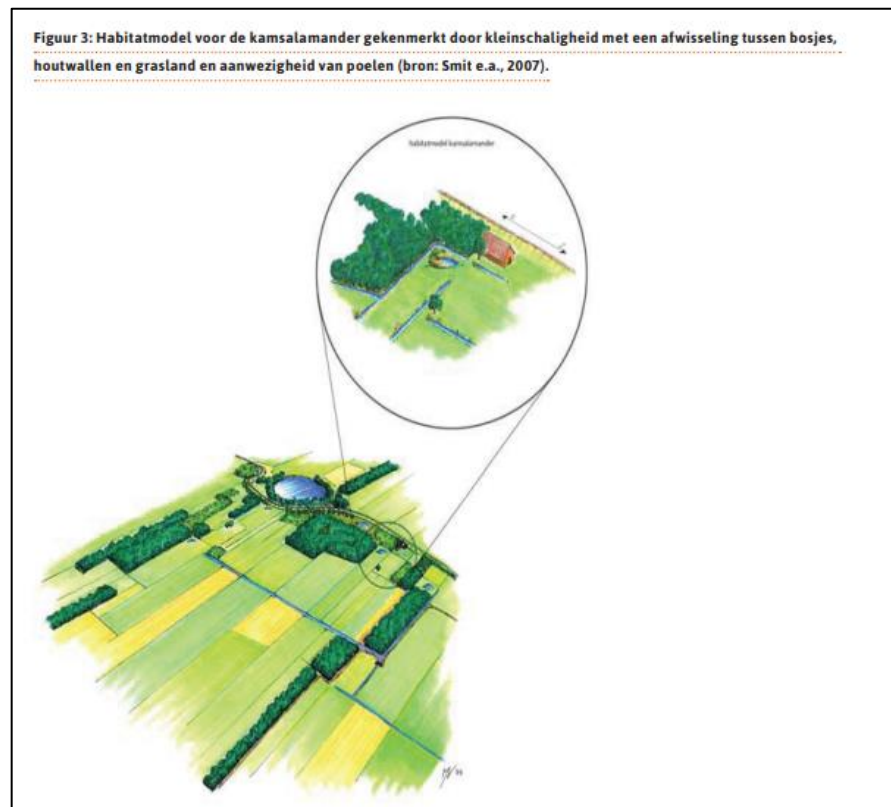 Figuur 3: Habitatmodel voor de kamsalamander gekenmerkt door kleinschaligheid met een afwisseling tussen bosjes,
houtwallen en grasland en aanwezigheid van poelen (bron: Smit e.a., 2007).
habitatmodel kamsalamander